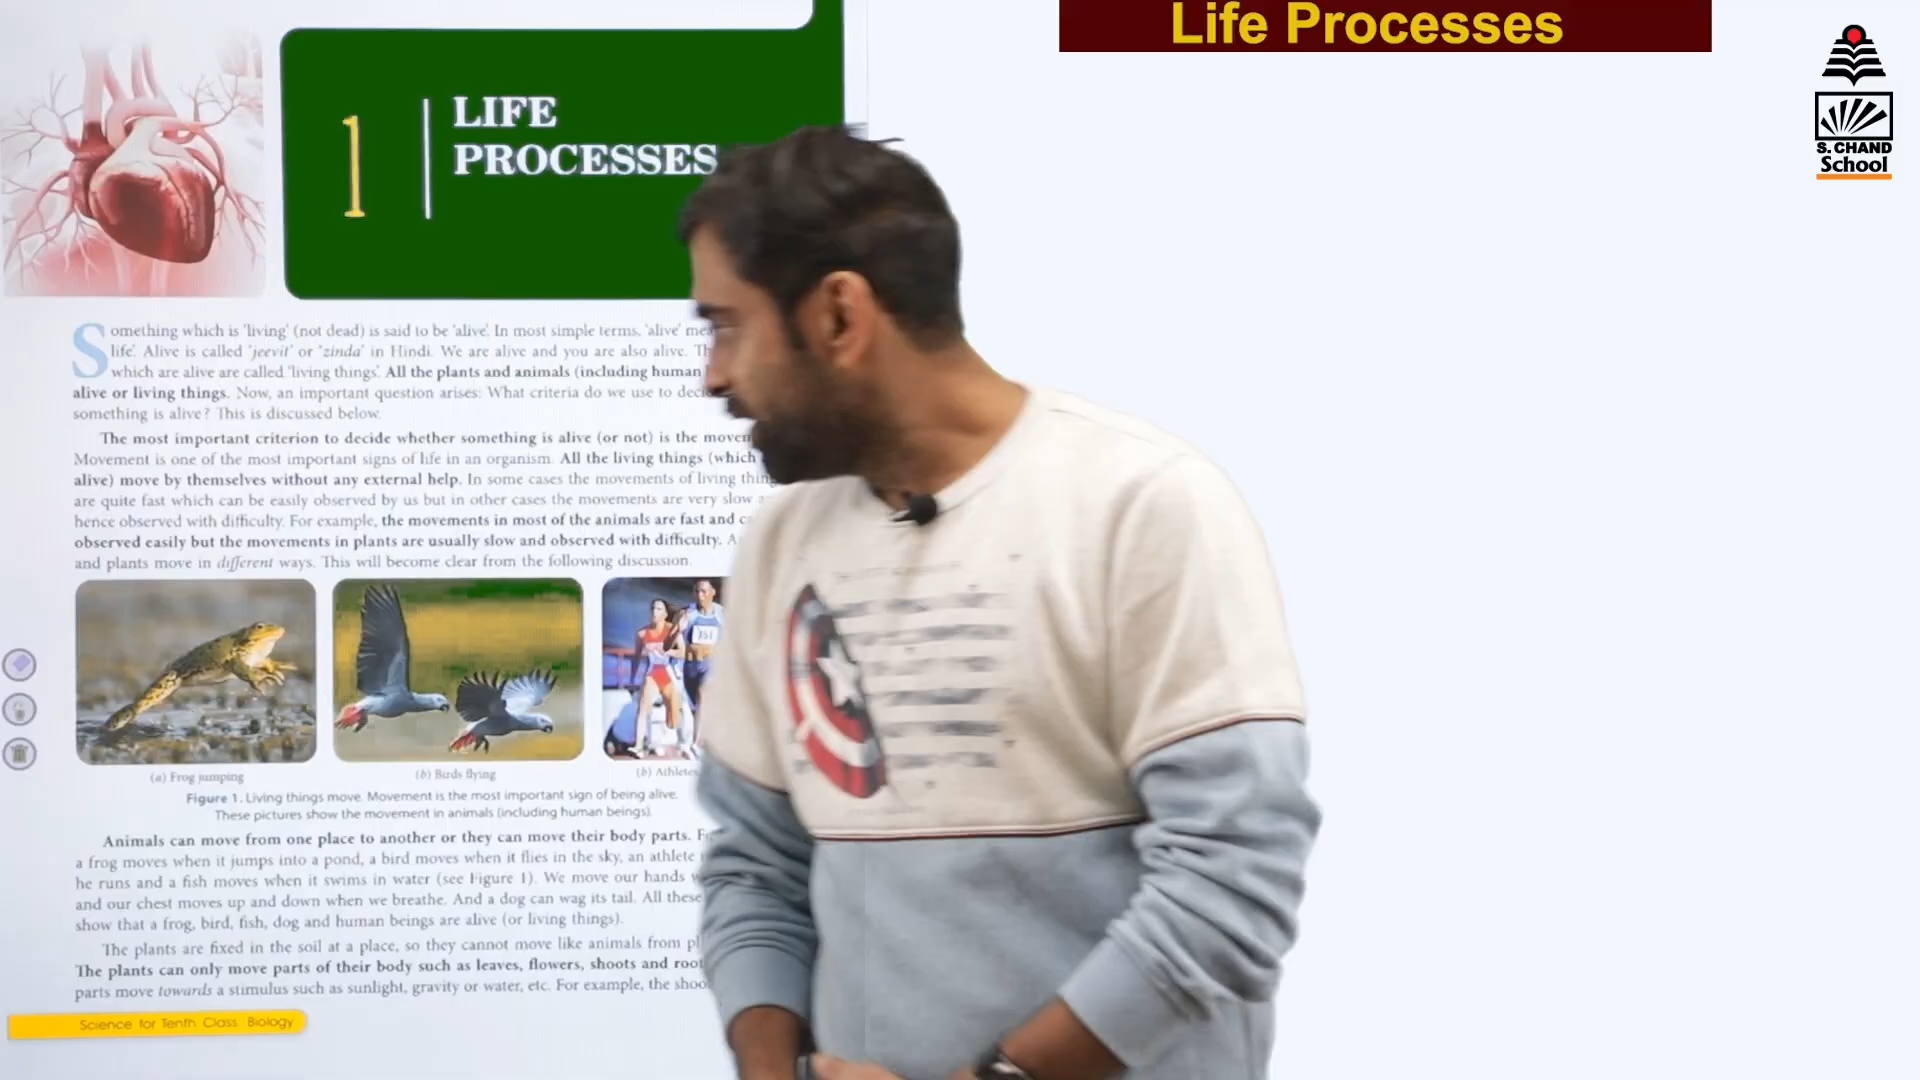 Life Processes
S. CHAND
School
1
LIFE
PROCESSES
Something which is 'living' (not dead) is said to be 'alive'. In most simple terms, 'alive'
life'. Alive is called 'jeevit' or 'zinda' in Hindi. We are alive and you are also alive.
which are alive are called 'living things'. All the plants and animals (including human
alive or living things. Now, an important question arises: What criteria do we use to
something is alive? This is discussed below.
The most important criterion to decide whether something is alive (or not) is the
Movement is one of the most important signs of life in an organism. All the living things (which
alive) move by themselves without any external help. In some cases the movements of living
are quite fast which can be easily observed by us but in other cases the movements are very slow
hence observed with difficulty. For example, the movements in most of the animals are fast and
observed easily but the movements in plants are usually slow and observed with difficulty.
and plants move in different ways. This will become clear from the following discussion.
151
(a) Frog jumping
(b) Birds flying
(b)
Figure 1. Living things move. Movement is the most important sign of being alive.
These pictures show the movement in animals (including human beings).
Animals can move from one place to another or they can move their body parts.
a frog moves when it jumps into a pond, a bird moves when it flies in the sky, an athlete
he runs and a fish moves when it swims in water (see Figure 1). We move our hands
and our chest moves up and down when we breathe. And a dog can wag its tail. All these
show that a frog, bird, fish, dog and human beings are alive (or living things).
The plants are fixed in the soil at a place, so they cannot move like animals from
The plants can only move parts of their body such as leaves, flowers, shoots and
parts move towards a stimulus such as sunlight, gravity or water, etc. For example, the
Science for Tenth Class: Biology